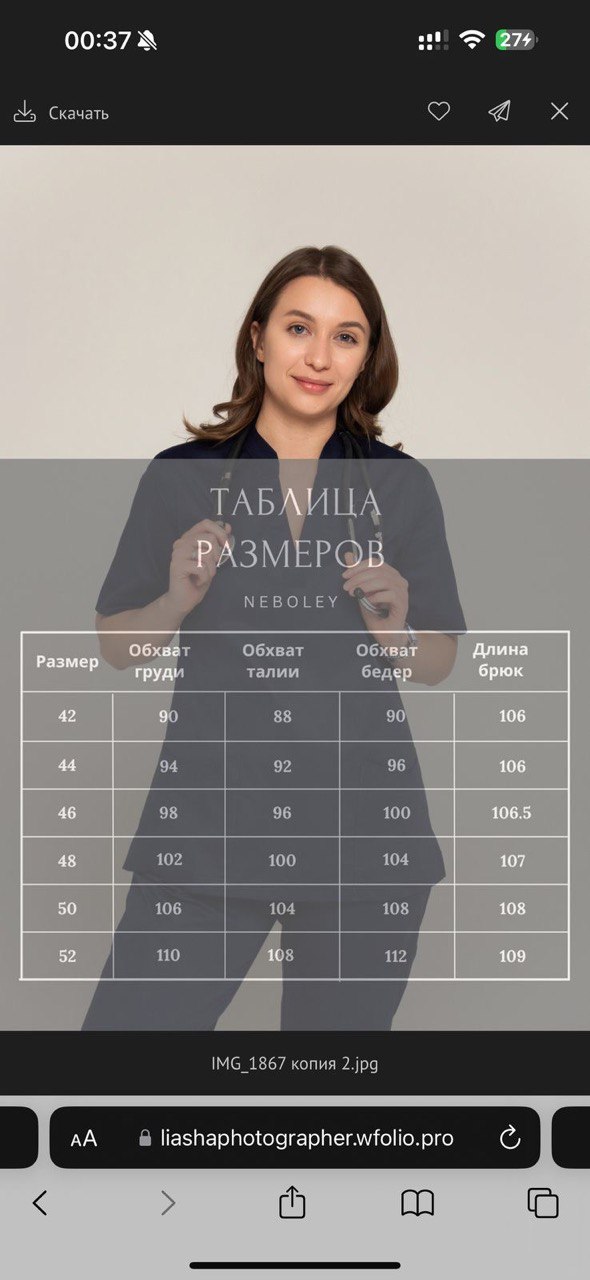 00:37
27
Скачать
ТАБЛИЦА
РАЗМЕРОВ
NEBOLEY
Размер Обхват груди Обхват талии Обхват бедер Длина брюк
42 90 88 90 106
44 94 92 96 106
46 98 96 100 106.5
48 102 100 104 107
50 106 104 108 108
52 110 108 112 109
IMG_1867 копия 2.jpg
AA liashaphotographer.wfolio.pro